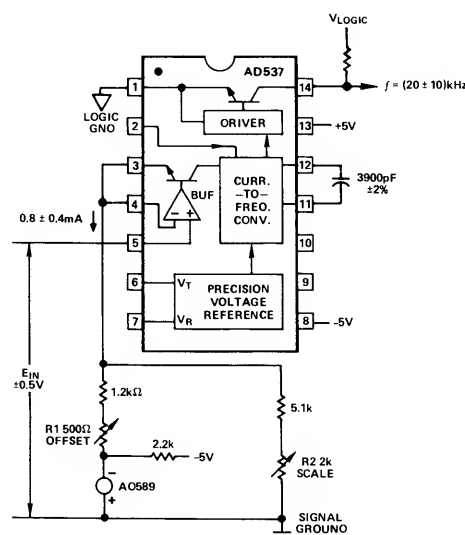 VLOGIC
AD537
1
14
f = (20 ± 10)kHz
LOGIC
GNO
ORIVER
2
13
+5V
3
12
3900pF
±2%
BUF
CURR.
–TO–
FREO.
CONV.
4
11
0.8 ± 0.4mA
– +
5
10
6
VT
PRECISION
VOLTAGE
REFERENCE
9
7
VR
8
–5V
EIN
±0.5V
1.2kΩ
5.1k
R1 500Ω
OFFSET
2.2k
–5V
R2 2k
SCALE
–
AO589
+
SIGNAL
GROUND